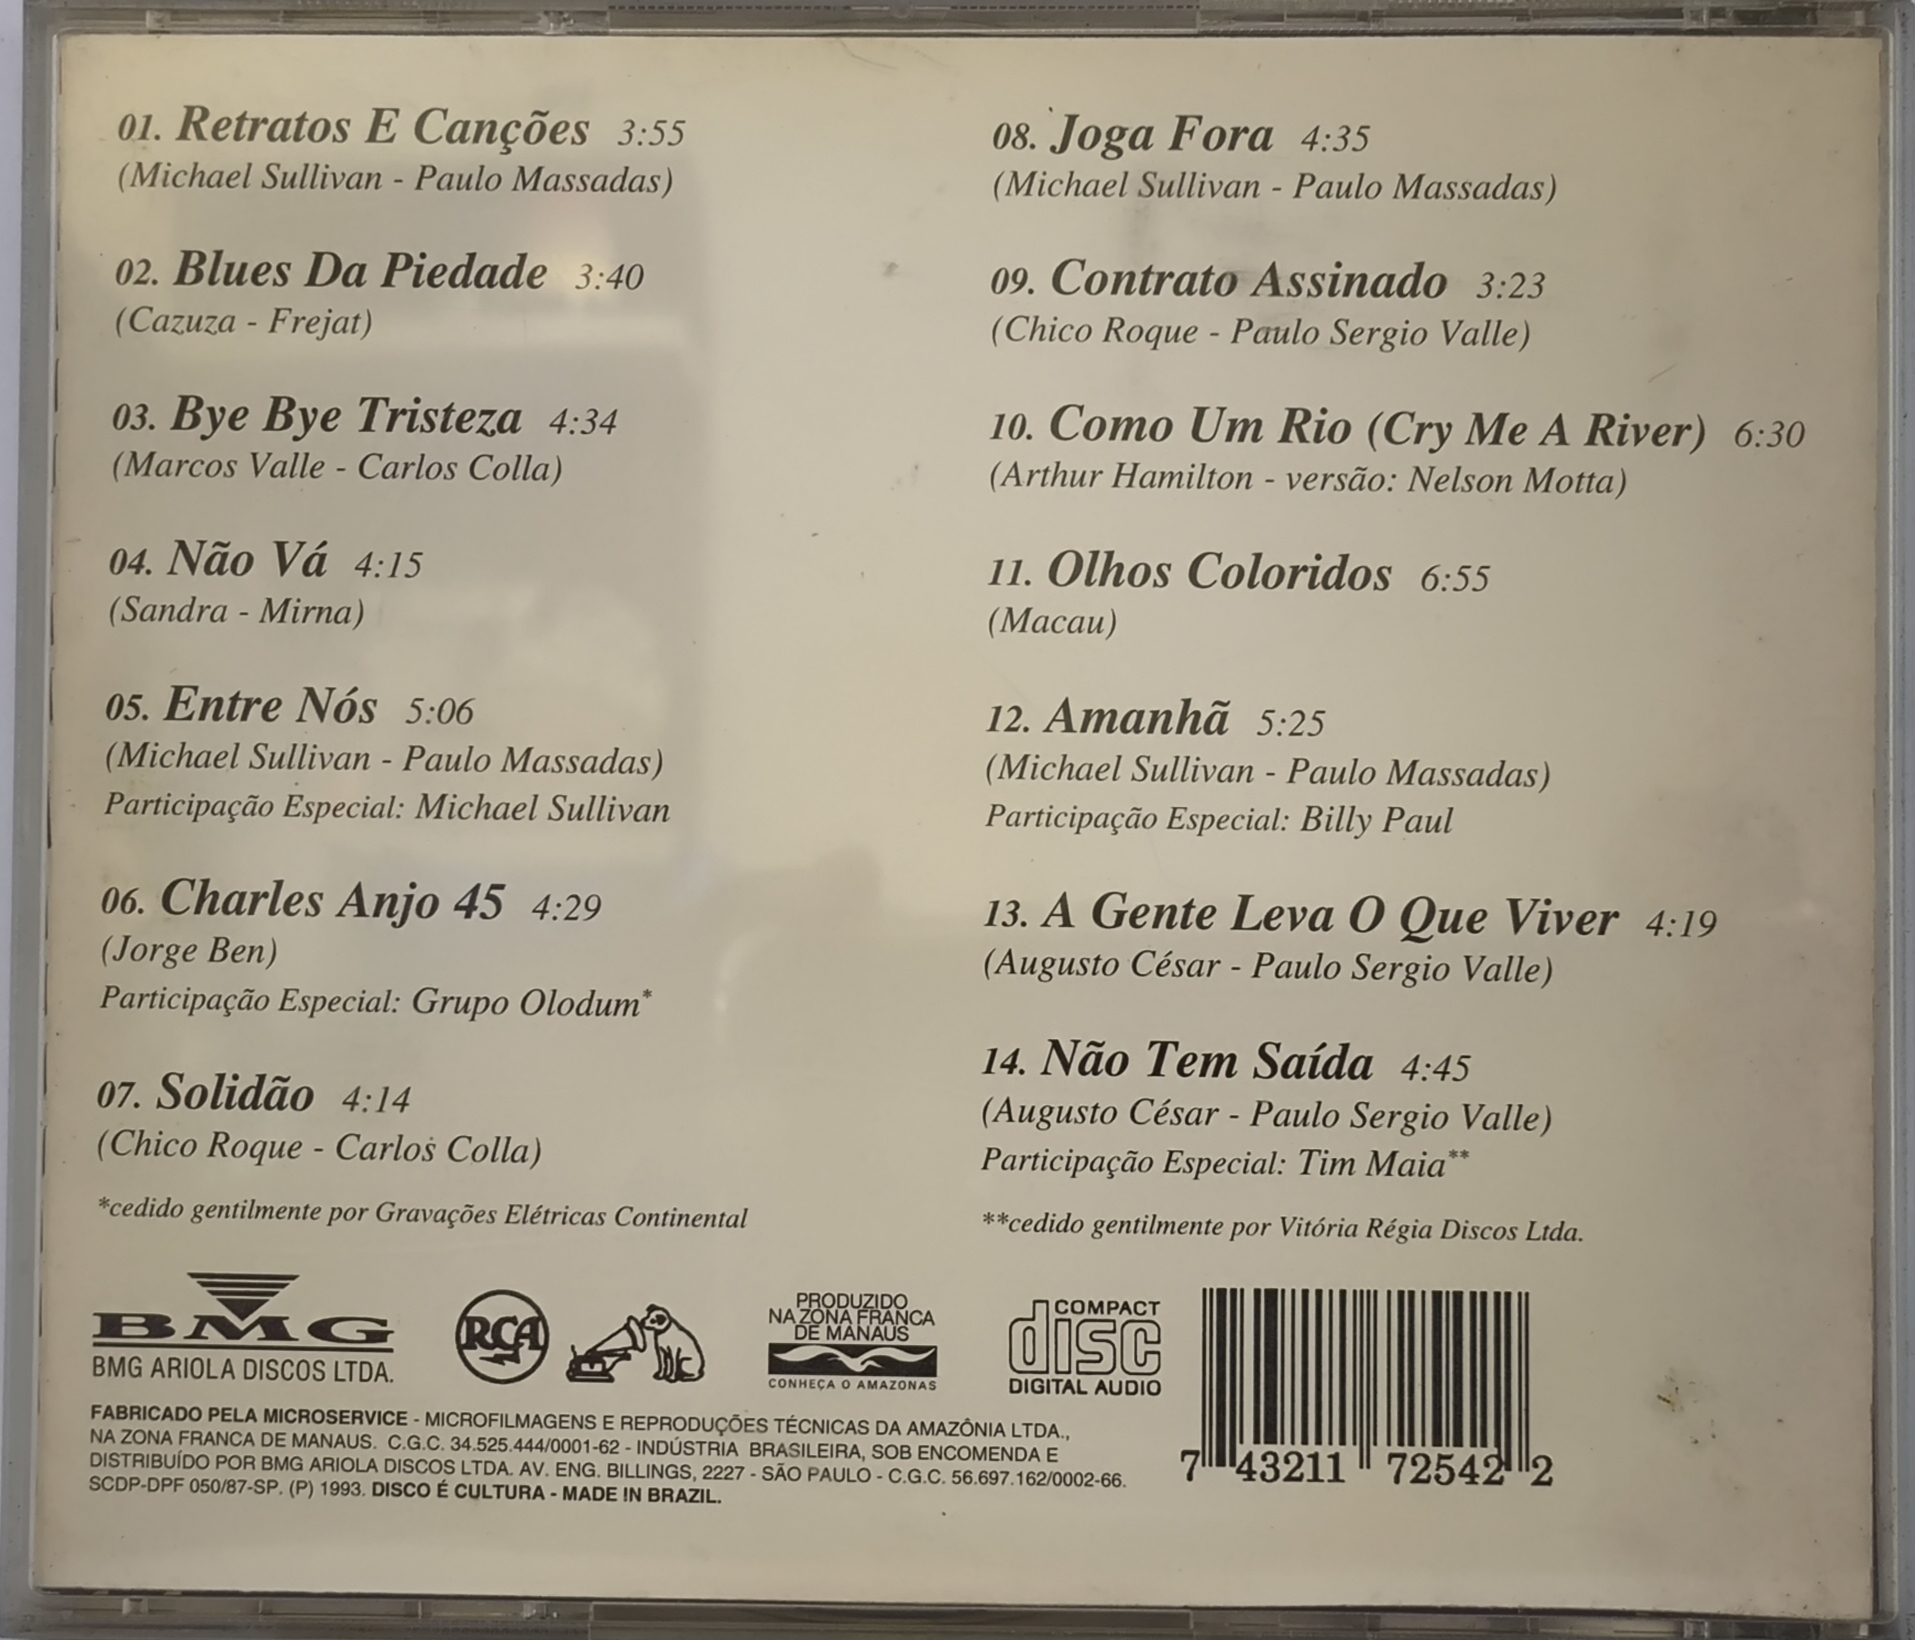 01. Retratos E Canções 3:55
(Michael Sullivan - Paulo Massadas)
02. Blues Da Piedade 3:40
(Cazuza - Frejat)
03. Bye Bye Tristeza 4:34
(Marcos Valle - Carlos Colla)
04. Não Vá 4:15
(Sandra - Mirna)
05. Entre Nós 5:06
(Michael Sullivan - Paulo Massadas)
Participação Especial: Michael Sullivan
06. Charles Anjo 45 4:29
(Jorge Ben)
Participação Especial: Grupo Olodum*
07. Solidão 4:14
(Chico Roque - Carlos Colla)
*cedido gentilmente por Gravações Elétricas Continental
08. Joga Fora 4:35
(Michael Sullivan - Paulo Massadas)
09. Contrato Assinado 3:23
(Chico Roque - Paulo Sergio Valle)
10. Como Um Rio (Cry Me A River) 6:30
(Arthur Hamilton - versão: Nelson Motta)
11. Olhos Coloridos 6:55
(Macau)
12. Amanhã 5:25
(Michael Sullivan - Paulo Massadas)
Participação Especial: Billy Paul
13. A Gente Leva O Que Viver 4:19
(Augusto César - Paulo Sergio Valle)
14. Não Tem Saída 4:45
(Augusto César - Paulo Sergio Valle)
Participação Especial: Tim Maia**
**cedido gentilmente por Vitória Régia Discos Ltda.
BMG
BMG ARIOLA DISCOS LTDA.
RCA
PRODUZIDO
NA ZONA FRANCA
DE MANAUS
CONHEÇA O AMAZONAS
COMPACT
disc
DIGITAL AUDIO
FABRICADO PELA MICROSERVICE - MICROFILMAGENS E REPRODUÇÕES TÉCNICAS DA AMAZÔNIA LTDA.,
NA ZONA FRANCA DE MANAUS. C.G.C. 34.525.444/0001-62 - INDÚSTRIA BRASILEIRA, SOB ENCOMENDA E
DISTRIBUÍDO POR BMG ARIOLA DISCOS LTDA. AV. ENG. BILLINGS, 2227 - SÃO PAULO - C.G.C. 56.697.162/0002-66.
SCDP-DPF 050/87-SP. (P) 1993. DISCO É CULTURA - MADE IN BRAZIL.
7 43211 72542 2